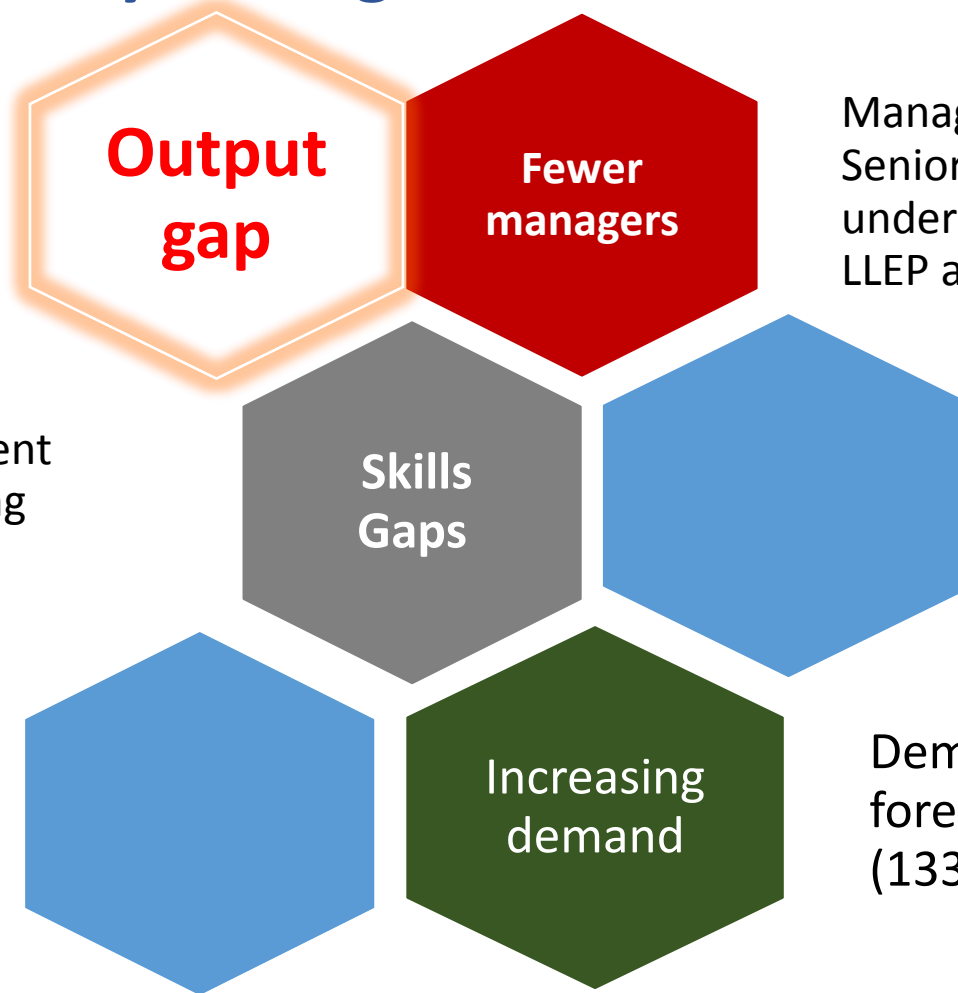 Output
gap
Fewer
managers
Manag
Senior
under
LLEP a
ent
g
Skills
Gaps
Increasing
demand
Dem
fore
(133